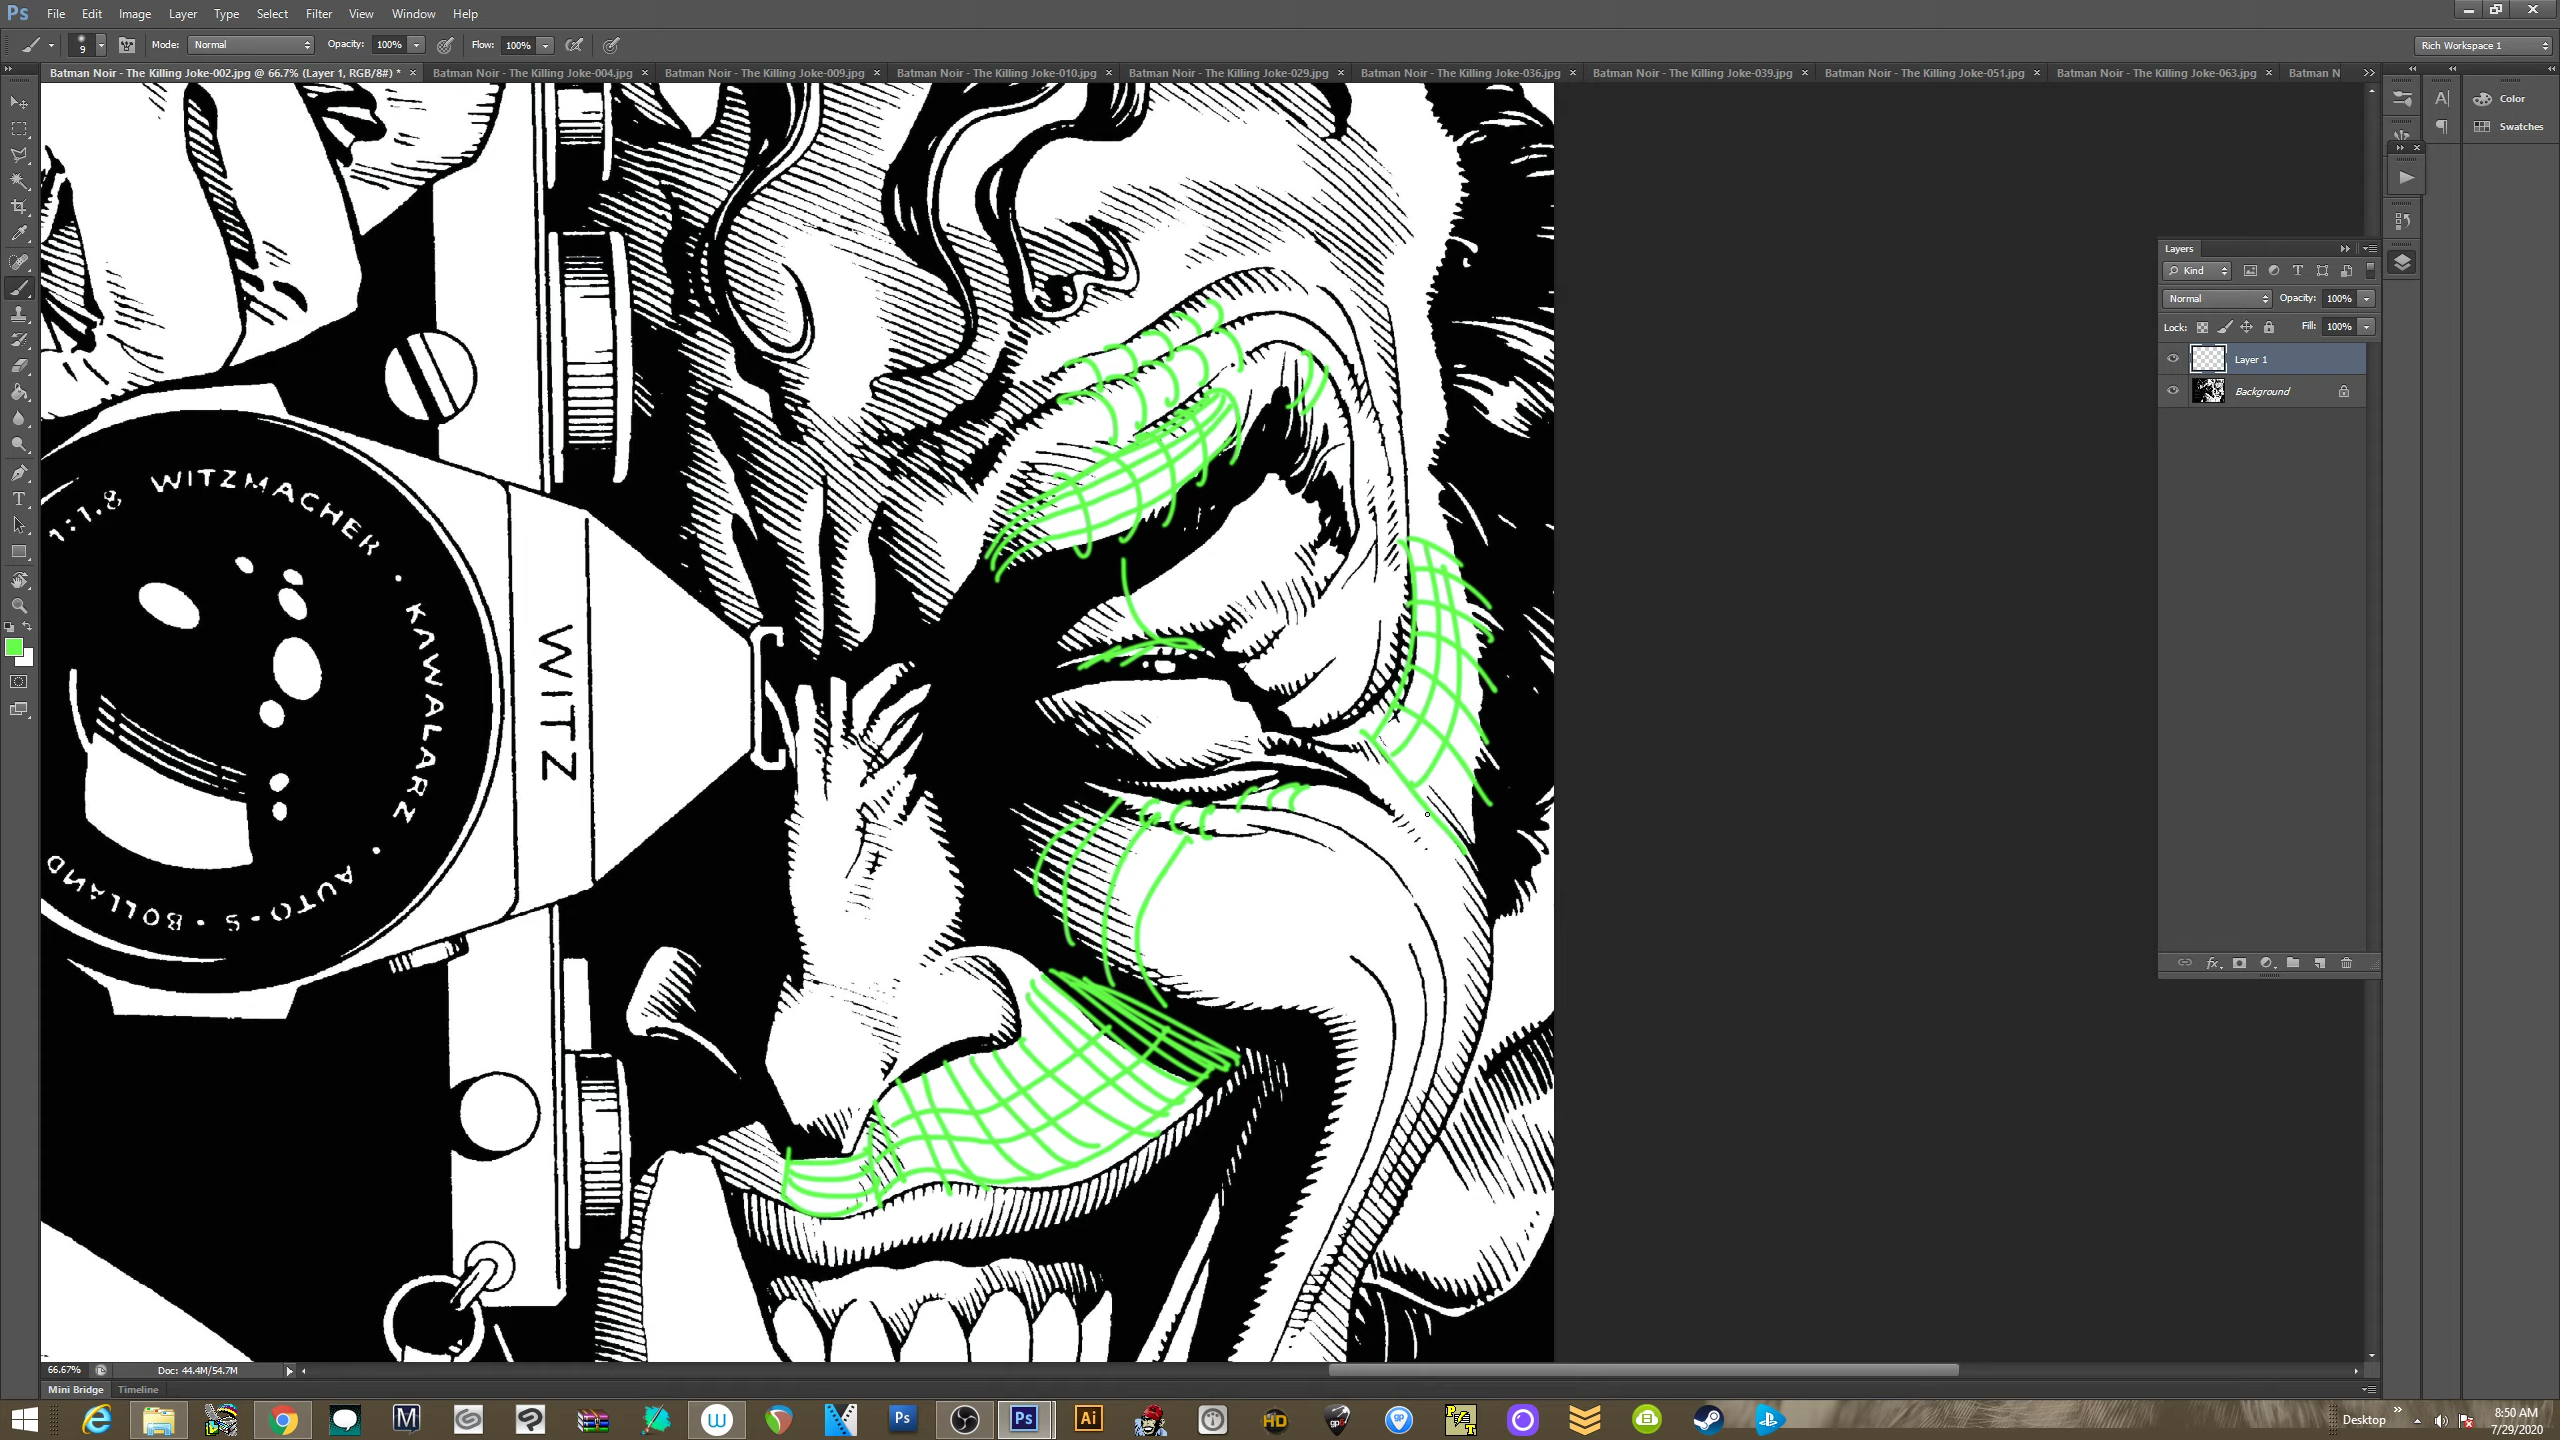 Ps File Edit Image Layer Type Select Filter View Window Help
9 Mode: Normal Opacity: 100% Flow: 100% Rich Workspace 1
Batman Noir - The Killing Joke-002.jpg @ 66.7% (Layer 1, RGB/8#) * Batman Noir - The Killing Joke-004.jpg Batman Noir - The Killing Joke-009.jpg Batman Noir - The Killing Joke-010.jpg Batman Noir - The Killing Joke-029.jpg Batman Noir - The Killing Joke-036.jpg Batman Noir - The Killing Joke-039.jpg Batman Noir - The Killing Joke-051.jpg Batman Noir - The Killing Joke-063.jpg Batman N
Color
Swatches
Layers
Kind
Normal Opacity: 100%
Lock: Fill: 100%
Layer 1
Background
1:1.8 WITZMACHER • KAWALARZ • AUTO-S • BOLLAND
WITZ
66.67% Doc: 44.4M/54.7M
Mini Bridge Timeline
Desktop
8:50 AM
7/29/2020